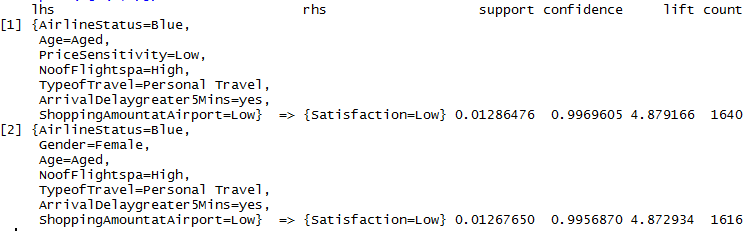 lhs rhs support confidence lift count
[1] {AirlineStatus=Blue,
Age=Aged,
PriceSensitivity=Low,
NoofFlightspa=High,
TypeofTravel=Personal Travel,
ArrivalDelaygreater5Mins=yes,
ShoppingAmountatAirport=Low} => {Satisfaction=Low} 0.01286476 0.9969605 4.879166 1640
[2] {AirlineStatus=Blue,
Gender=Female,
Age=Aged,
NoofFlightspa=High,
TypeofTravel=Personal Travel,
ArrivalDelaygreater5Mins=yes,
ShoppingAmountatAirport=Low} => {Satisfaction=Low} 0.01267650 0.9956870 4.872934 1616